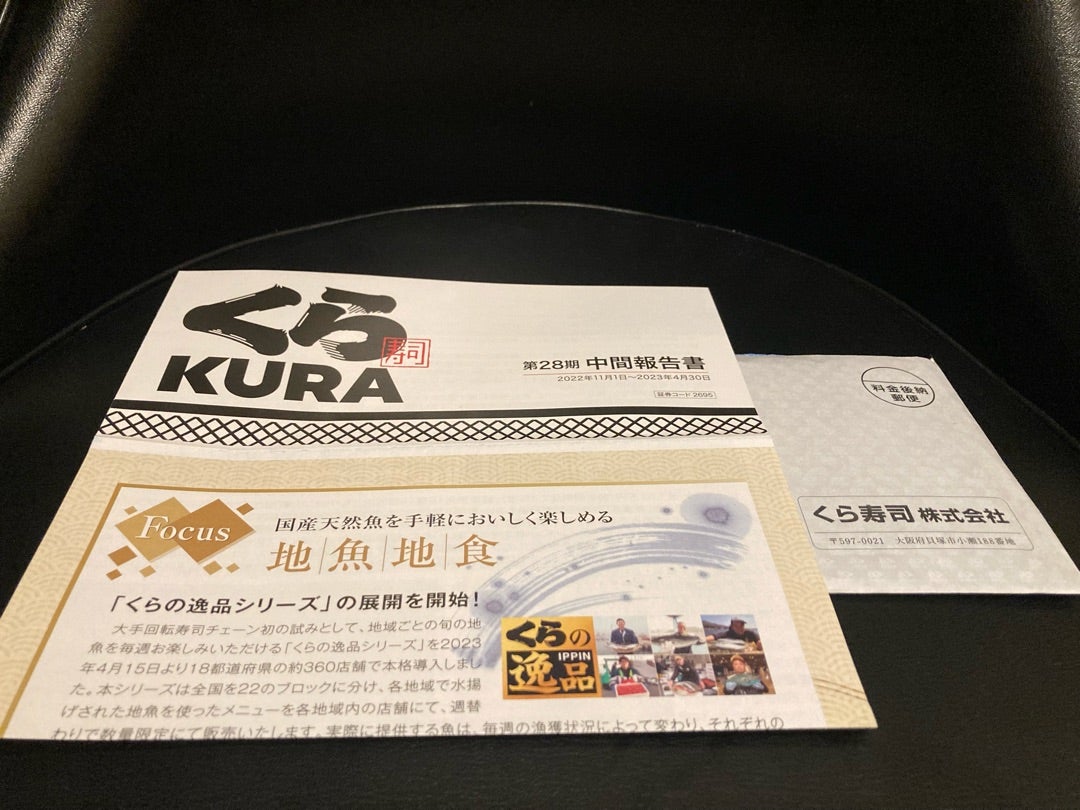 くら
寿司
KURA
第28期 中間報告書
2022年11月1日～2023年4月30日
証券コード 2695
Focus
国産天然魚を手軽においしく楽しめる
地魚地食
「くらの逸品シリーズ」の展開を開始！
大手回転寿司チェーン初の試みとして、地域ごとの旬の地
魚を毎週お楽しみいただける「くらの逸品シリーズ」を2023
年4月15日より18都道府県の約360店舗で本格導入しまし
た。本シリーズは全国を22のブロックに分け、各地域で水揚
げされた地魚を使ったメニューを各地域内の店舗にて、週替
わりで数量限定にて販売いたします。実際に提供する魚は、毎週の漁獲状況によって変わり、それぞれの
くらの
逸品
IPPIN
料金後納
郵便
くら寿司 株式会社
〒597-0021 大阪府貝塚市小瀬188番地